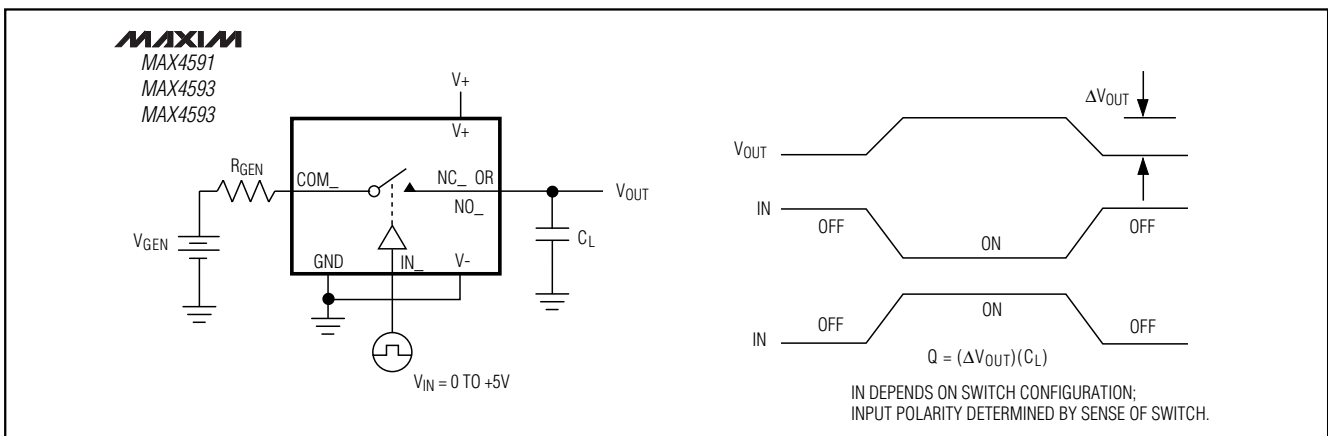 MAXIM
MAX4591
MAX4593
MAX4593
V+
V+
RGEN
COM_
NC_ OR
NO_
VOUT
VGEN
CL
GND
IN_
V-
VIN = 0 TO +5V
ΔVOUT
VOUT
IN
OFF
ON
OFF
IN
OFF
ON
OFF
Q = (ΔVOUT)(CL)
IN DEPENDS ON SWITCH CONFIGURATION;
INPUT POLARITY DETERMINED BY SENSE OF SWITCH.